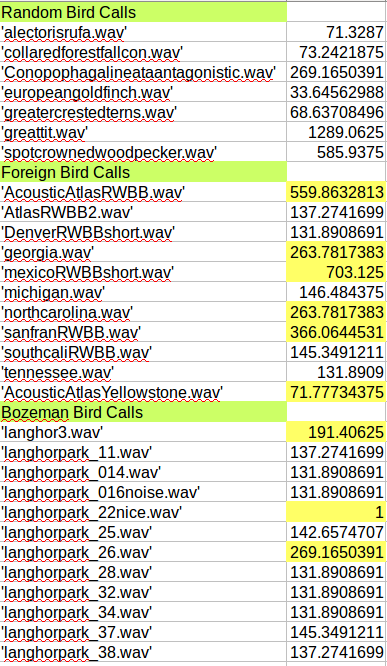 Random Bird Calls
'alectorisrufa.wav' 71.3287
'collaredforestfallcon.wav' 73.2421875
'Conopophagalineataantagonistic.wav' 269.1650391
'europeangoldfinch.wav' 33.64562988
'greatercrestedterns.wav' 68.63708496
'greattit.wav' 1289.0625
'spotcrownedwoodpecker.wav' 585.9375
Foreign Bird Calls
'AcousticAtlasRWBB.wav' 559.8632813
'AtlasRWBB2.wav' 137.2741699
'DenverRWBBshort.wav' 131.8908691
'georgia.wav' 263.7817383
'mexicoRWBBshort.wav' 703.125
'michigan.wav' 146.484375
'northcarolina.wav' 263.7817383
'sanfranRWBB.wav' 366.0644531
'southcaliRWBB.wav' 145.3491211
'tennessee.wav' 131.8909
'AcousticAtlasYellowstone.wav' 71.77734375
Bozeman Bird Calls
'langhor3.wav' 191.40625
'langhorpark_11.wav' 137.2741699
'langhorpark_014.wav' 131.8908691
'langhorpark_016noise.wav' 131.8908691
'langhorpark_22nice.wav' 1
'langhorpark_25.wav' 142.6574707
'langhorpark_26.wav' 269.1650391
'langhorpark_28.wav' 131.8908691
'langhorpark_32.wav' 131.8908691
'langhorpark_34.wav' 131.8908691
'langhorpark_37.wav' 145.3491211
'langhorpark_38.wav' 137.2741699